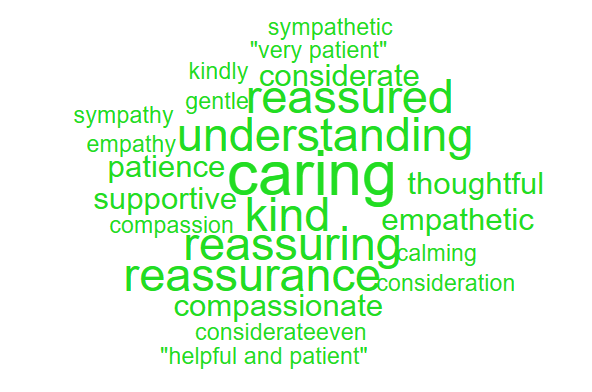 sympathetic
"very patient"
kindly considerate
gentle reassured
sympathy
empathy understanding
patience caring thoughtful
supportive kind empathetic
compassion
reassuring calming
reassurance consideration
compassionate
considerateeven
"helpful and patient"